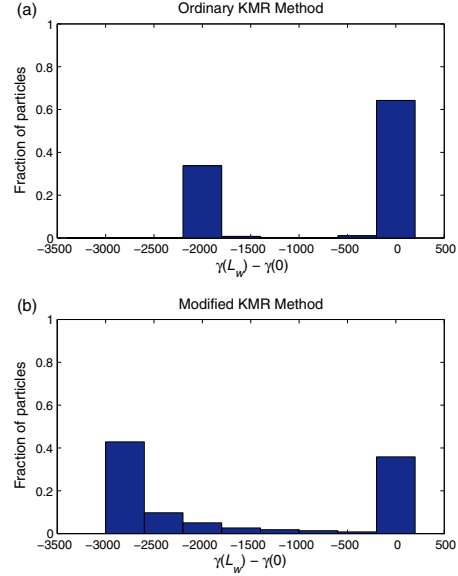 (a)
Ordinary KMR Method
1
0.8
0.6
0.4
0.2
0
Fraction of particles
−3500 −3000 −2500 −2000 −1500 −1000 −500 0 500
γ(L_w) − γ(0)
(b)
Modified KMR Method
1
0.8
0.6
0.4
0.2
0
Fraction of particles
−3500 −3000 −2500 −2000 −1500 −1000 −500 0 500
γ(L_w) − γ(0)